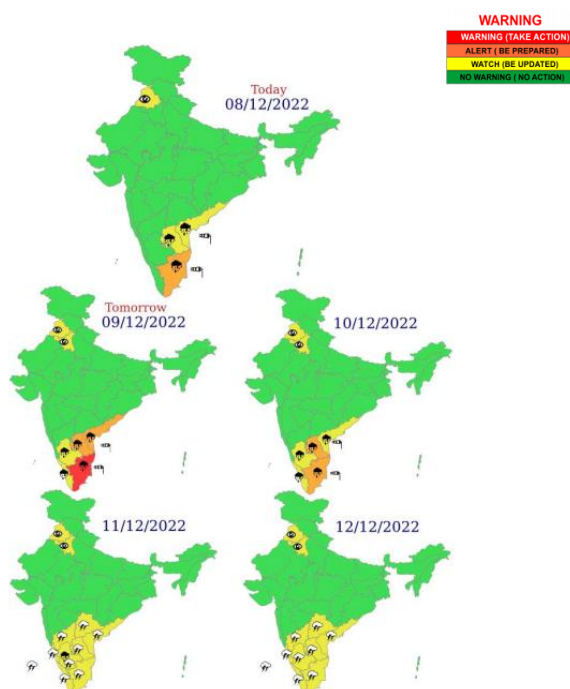 WARNING
WARNING (TAKE ACTION)
ALERT ( BE PREPARED)
WATCH (BE UPDATED)
NO WARNING ( NO ACTION)
Today
08/12/2022
Tomorrow
09/12/2022
10/12/2022
11/12/2022
12/12/2022